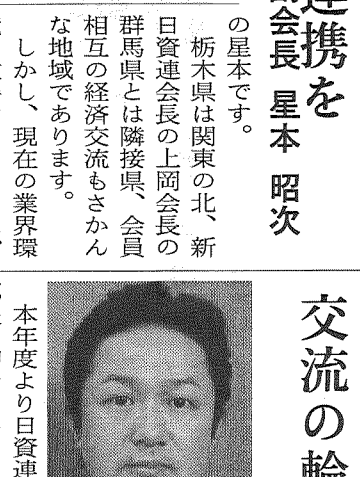 連携を
会長 星本 昭次
の星本です。
栃木県は関東の北、新
日資連会長の上岡会長の
群馬県とは隣接県、会員
相互の経済交流もさかん
な地域であります。
しかし、現在の業界環
交流の輪
本年度より日資連